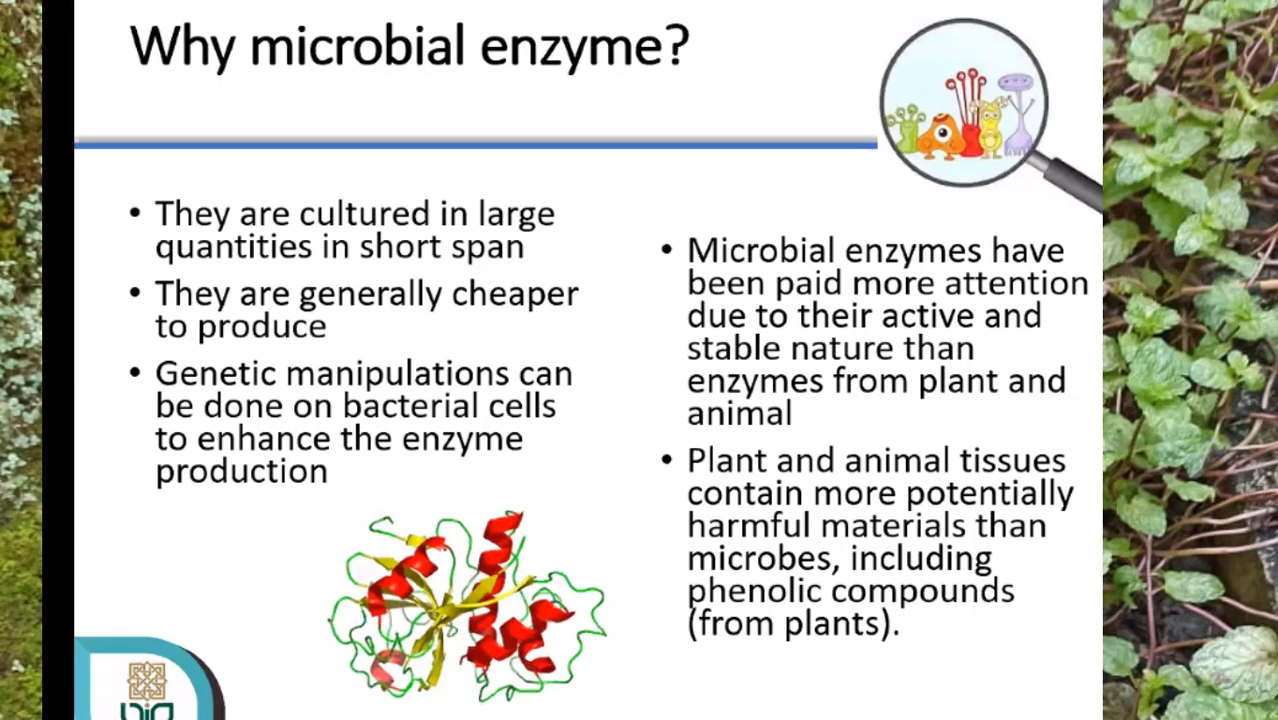 Why microbial enzyme?
• They are cultured in large
quantities in short span
• They are generally cheaper
to produce
• Genetic manipulations can
be done on bacterial cells
to enhance the enzyme
production
• Microbial enzymes have
been paid more attention
due to their active and
stable nature than
enzymes from plant and
animal
• Plant and animal tissues
contain more potentially
harmful materials than
microbes, including
phenolic compounds
(from plants).